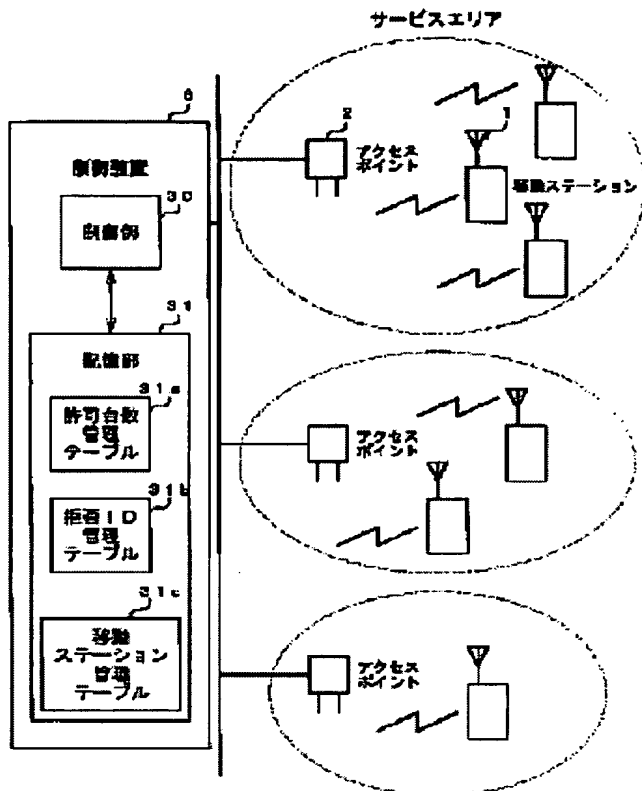 サービスエリア
6
制御装置
30
制御部
31
記憶部
31a
許可台数
管理
テーブル
31b
拒否ID
管理
テーブル
31c
移動
ステーション
管理
テーブル
2
アクセス
ポイント
1
移動ステーション
アクセス
ポイント
アクセス
ポイント